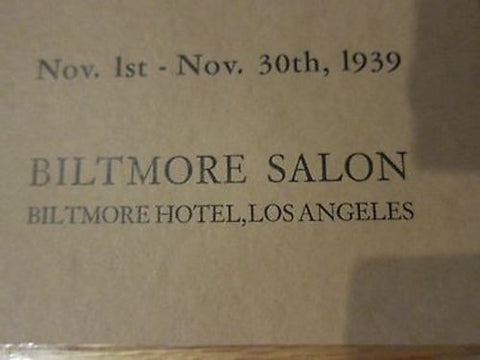 Nov. 1st - Nov. 30th, 1939
BILTMORE SALON
BILTMORE HOTEL, LOS ANGELES